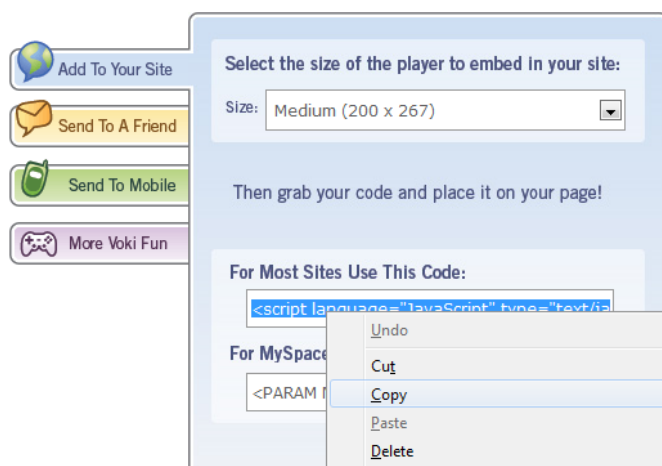 Add To Your Site
Send To A Friend
Send To Mobile
More Voki Fun
Select the size of the player to embed in your site:
Size: Medium (200 x 267)
Then grab your code and place it on your page!
For Most Sites Use This Code:
<script language="JavaScript" type="text/ja
For MySpace
<PARAM
Undo
Cut
Copy
Paste
Delete